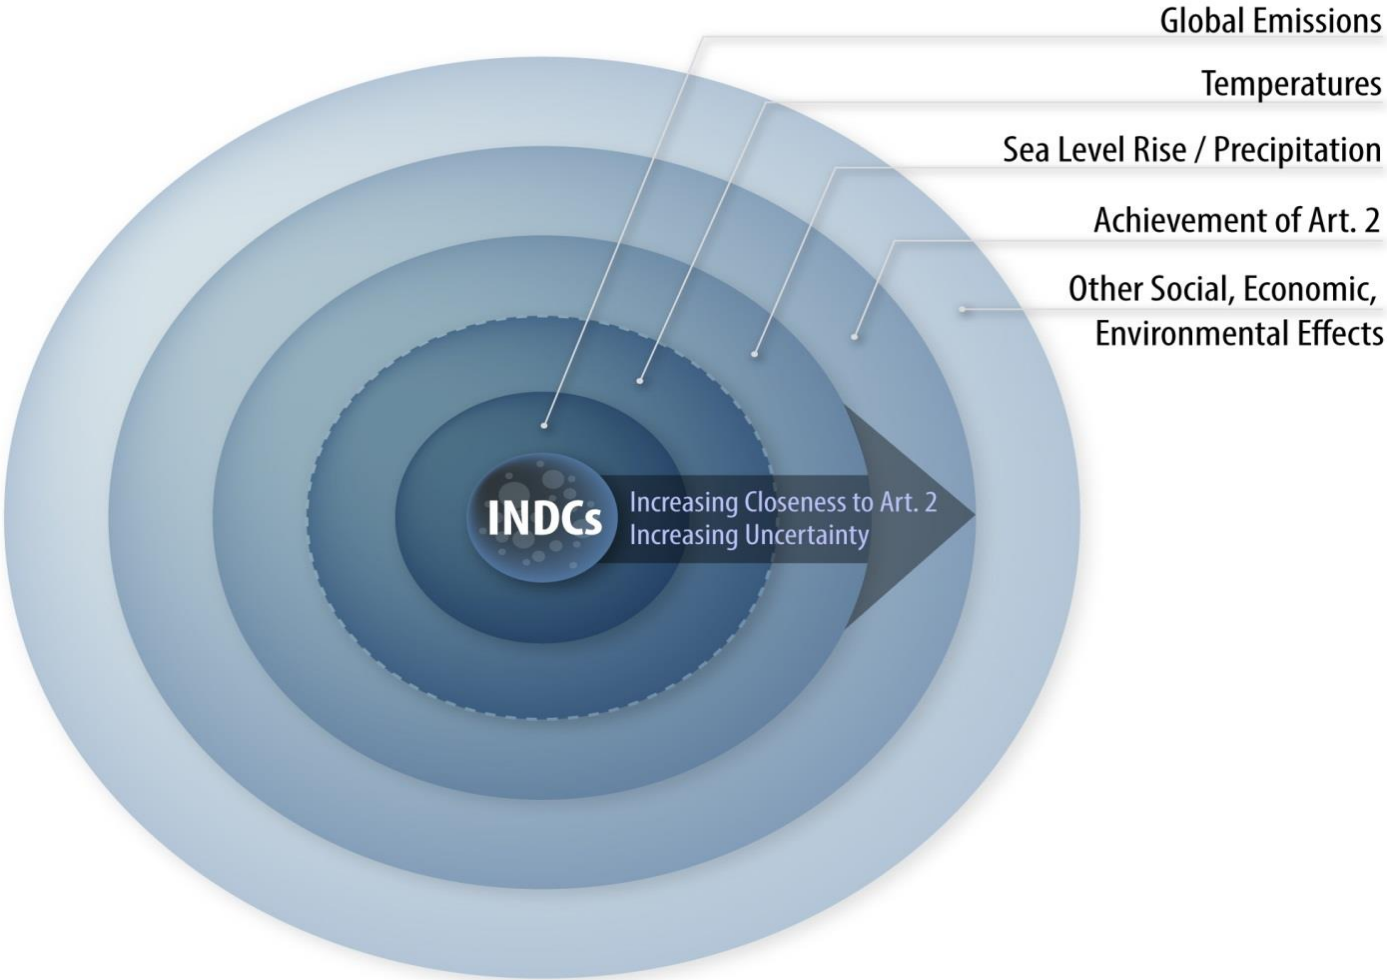 Global Emissions
Temperatures
Sea Level Rise / Precipitation
Achievement of Art. 2
Other Social, Economic,
Environmental Effects
INDCs
Increasing Closeness to Art. 2
Increasing Uncertainty